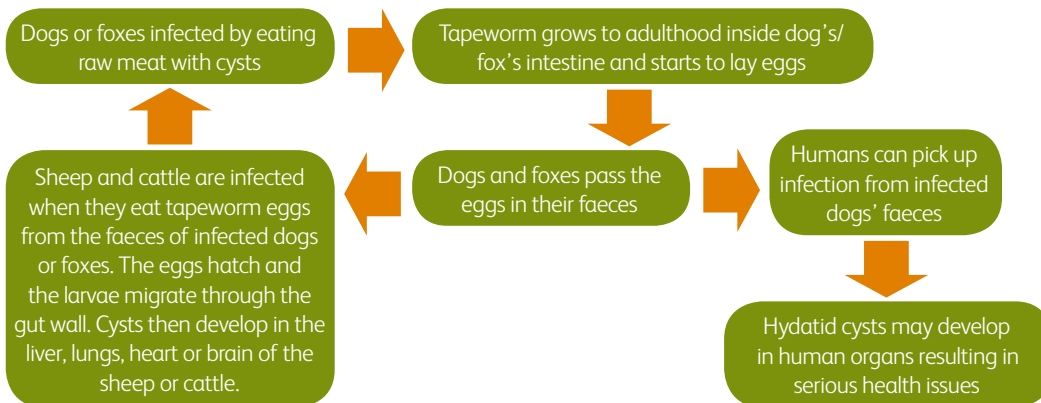 Dogs or foxes infected by eating
raw meat with cysts
Tapeworm grows to adulthood inside dog’s/
fox’s intestine and starts to lay eggs
Dogs and foxes pass the
eggs in their faeces
Humans can pick up
infection from infected
dogs’ faeces
Sheep and cattle are infected
when they eat tapeworm eggs
from the faeces of infected dogs
or foxes. The eggs hatch and
the larvae migrate through the
gut wall. Cysts then develop in the
liver, lungs, heart or brain of the
sheep or cattle.
Hydatid cysts may develop
in human organs resulting in
serious health issues